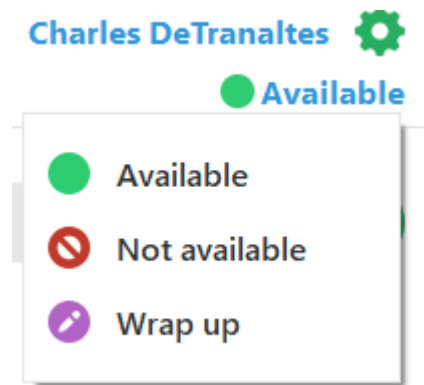 Charles DeTranaltes
Available
Available
Not available
Wrap up